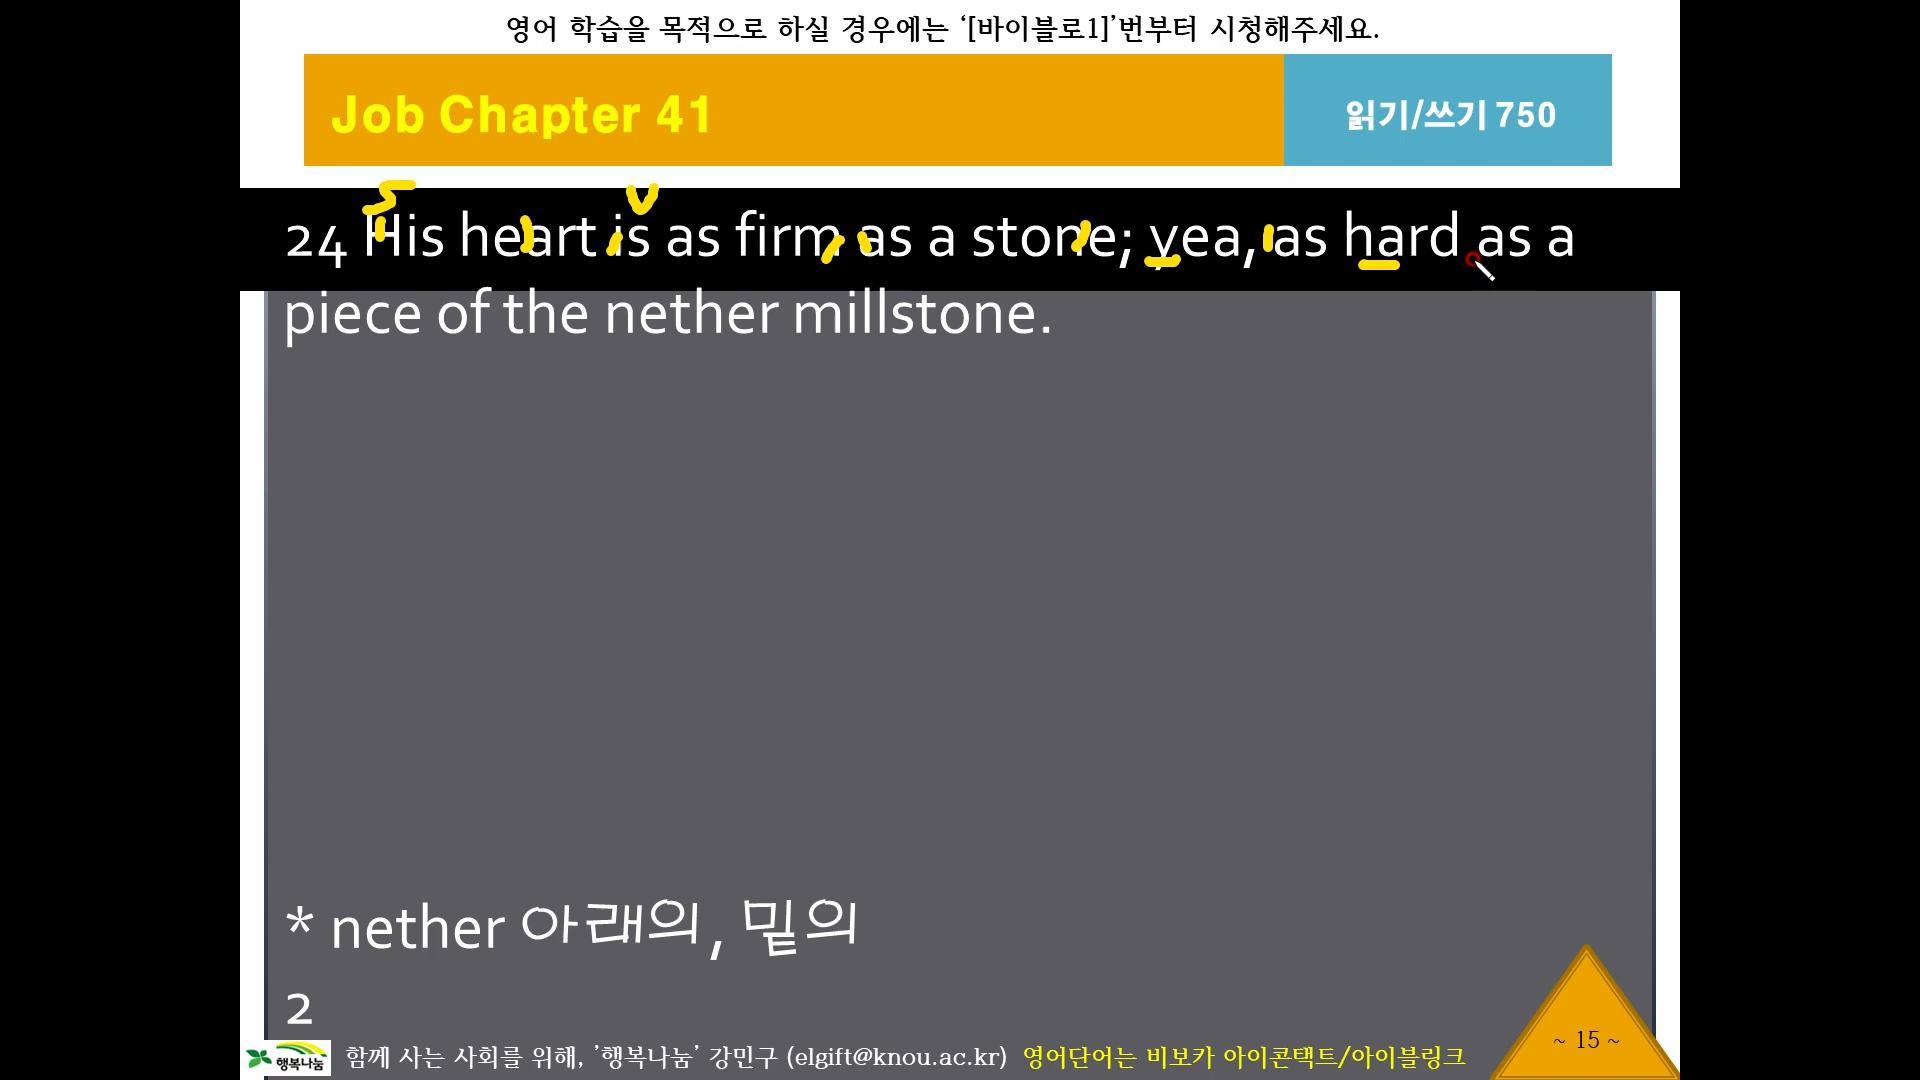 영어 학습을 목적으로 하실 경우에는 ‘[바이블로1]’번부터 시청해주세요.
Job Chapter 41
읽기/쓰기 750
24 His heart is as firm as a stone; yea, as hard as a
piece of the nether millstone.
* nether 아래의, 밑의
2
~ 15 ~
행복나눔 함께 사는 사회를 위해, ’행복나눔’ 강민구 (elgift@knou.ac.kr) 영어단어는 비보카 아이콘택트/아이블링크